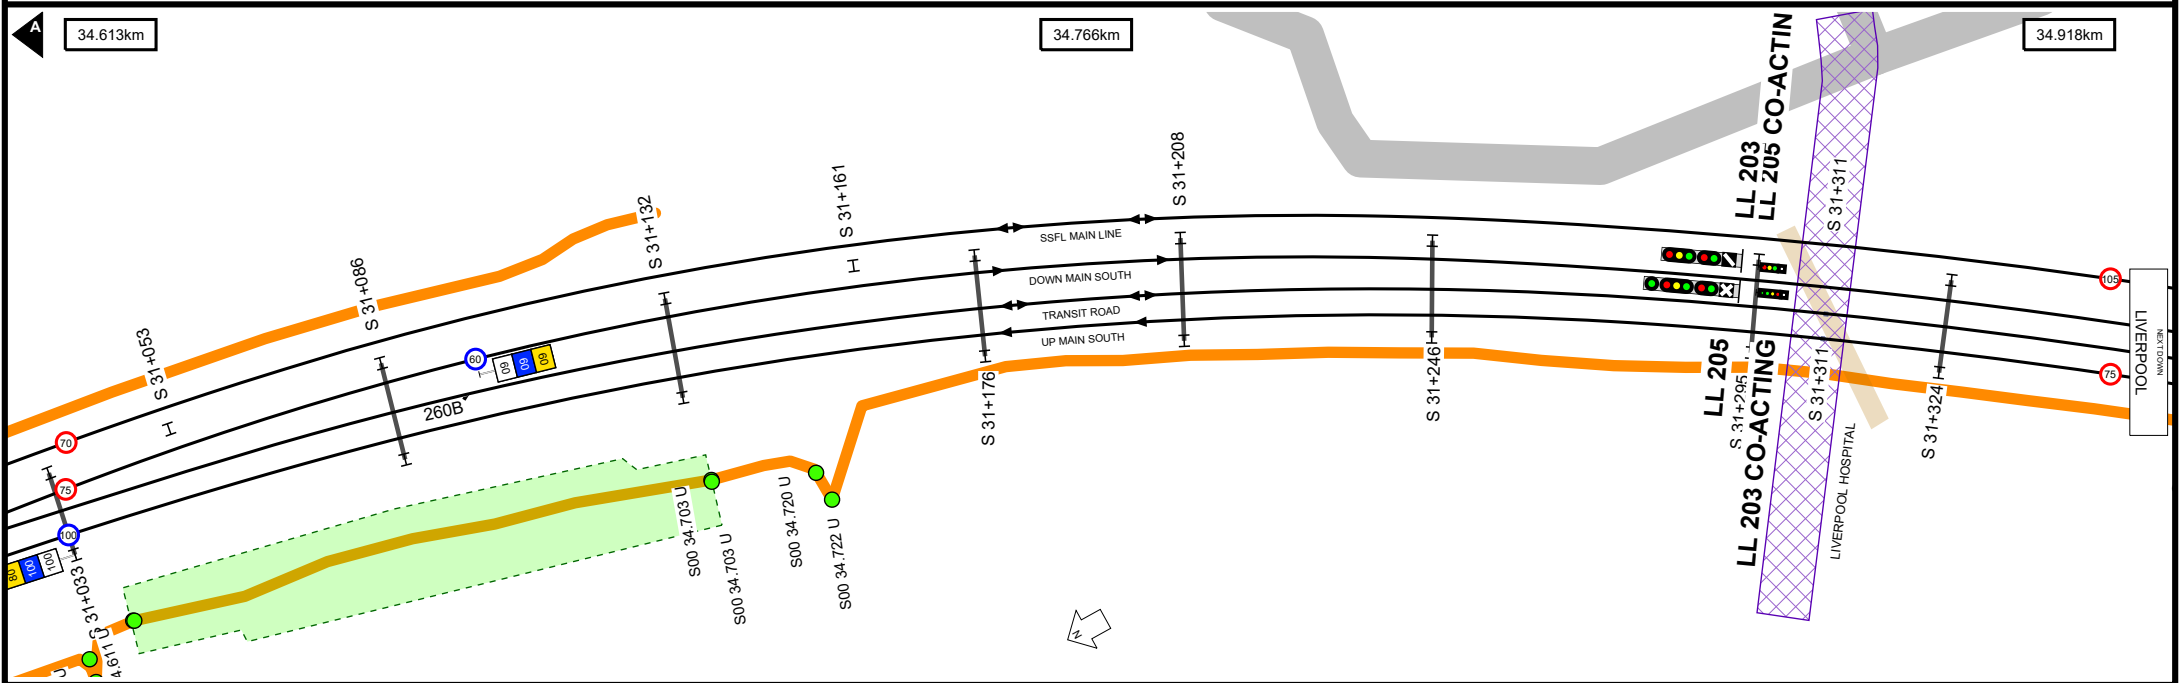 A
34.613km
34.766km
34.918km
S 31+053
S 31+086
S 31+132
S 31+161
S 31+208
LL 203
LL 205 CO-ACTIN
S 31+311
SSFL MAIN LINE
DOWN MAIN SOUTH
TRANSIT ROAD
UP MAIN SOUTH
105
LIVERPOOL
NEXT DOWN
75
60
60
60
60
260B
70
75
100
80
100
100
S 31+033
S 31+176
S 31+246
LL 205
S 31+295
LL 203 CO-ACTING
S 31+311
LIVERPOOL HOSPITAL
S 31+324
S00 34.703 U
S00 34.703 U
S00 34.720 U
S00 34.722 U
4.611 U
U
N